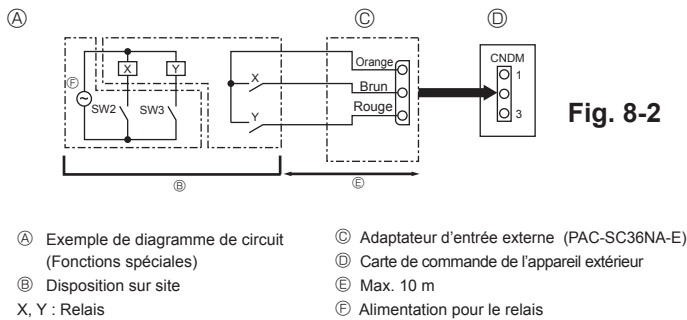 Ⓐ Ⓒ Ⓓ
CNDM
Orange
1
X Y
X
Brun
Ⓕ
SW2 SW3
Rouge
Y
3
Fig. 8-2
Ⓑ Ⓔ
Ⓐ Exemple de diagramme de circuit
(Fonctions spéciales)
Ⓑ Disposition sur site
X, Y : Relais
Ⓒ Adaptateur d'entrée externe (PAC-SC36NA-E)
Ⓓ Carte de commande de l'appareil extérieur
Ⓔ Max. 10 m
Ⓕ Alimentation pour le relais